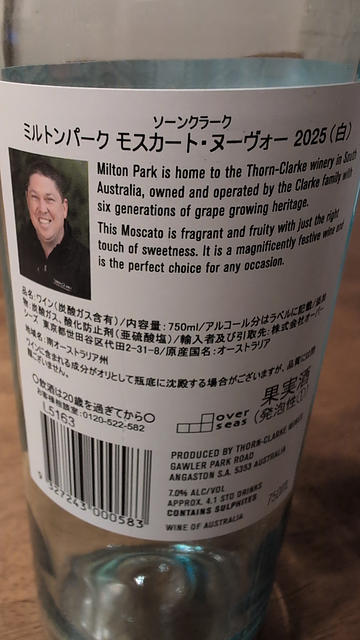 ソーンクラーク
ミルトンパーク モスカート・ヌーヴォー 2025(白)
Milton Park is home to the Thorn-Clarke winery in South
Australia, owned and operated by the Clarke family with
six generations of grape growing heritage.
This Moscato is fragrant and fruity with just the right
touch of sweetness. It is a magnificently festive wine and
is the perfect choice for any occasion.
品名:ワイン(炭酸ガス含有)/内容量:750ml/アルコール分はラベルに記載/添加
物:炭酸ガス、酸化防止剤(亜硫酸塩)/輸入者及び引取先:株式会社オーバー
シーズ 東京都世田谷区代田2-31-8/原産国名:オーストラリア
地域名:南オーストラリア州
ワインに含まれる成分がオリとして瓶底に沈殿する場合がございますが、品質には問
題ございません。
〇飲酒は20歳を過ぎてから〇
お客様相談室:0120-522-582
L5163
果実酒
(発泡性①)
over
seas
PRODUCED BY THORN-CLARKE WINES
GAWLER PARK ROAD
ANGASTON S.A. 5353 AUSTRALIA
7.0% ALC/VOL
APPROX. 4.1 STD DRINKS
CONTAINS SULPHITES
750ml
WINE OF AUSTRALIA
9 327243 000583